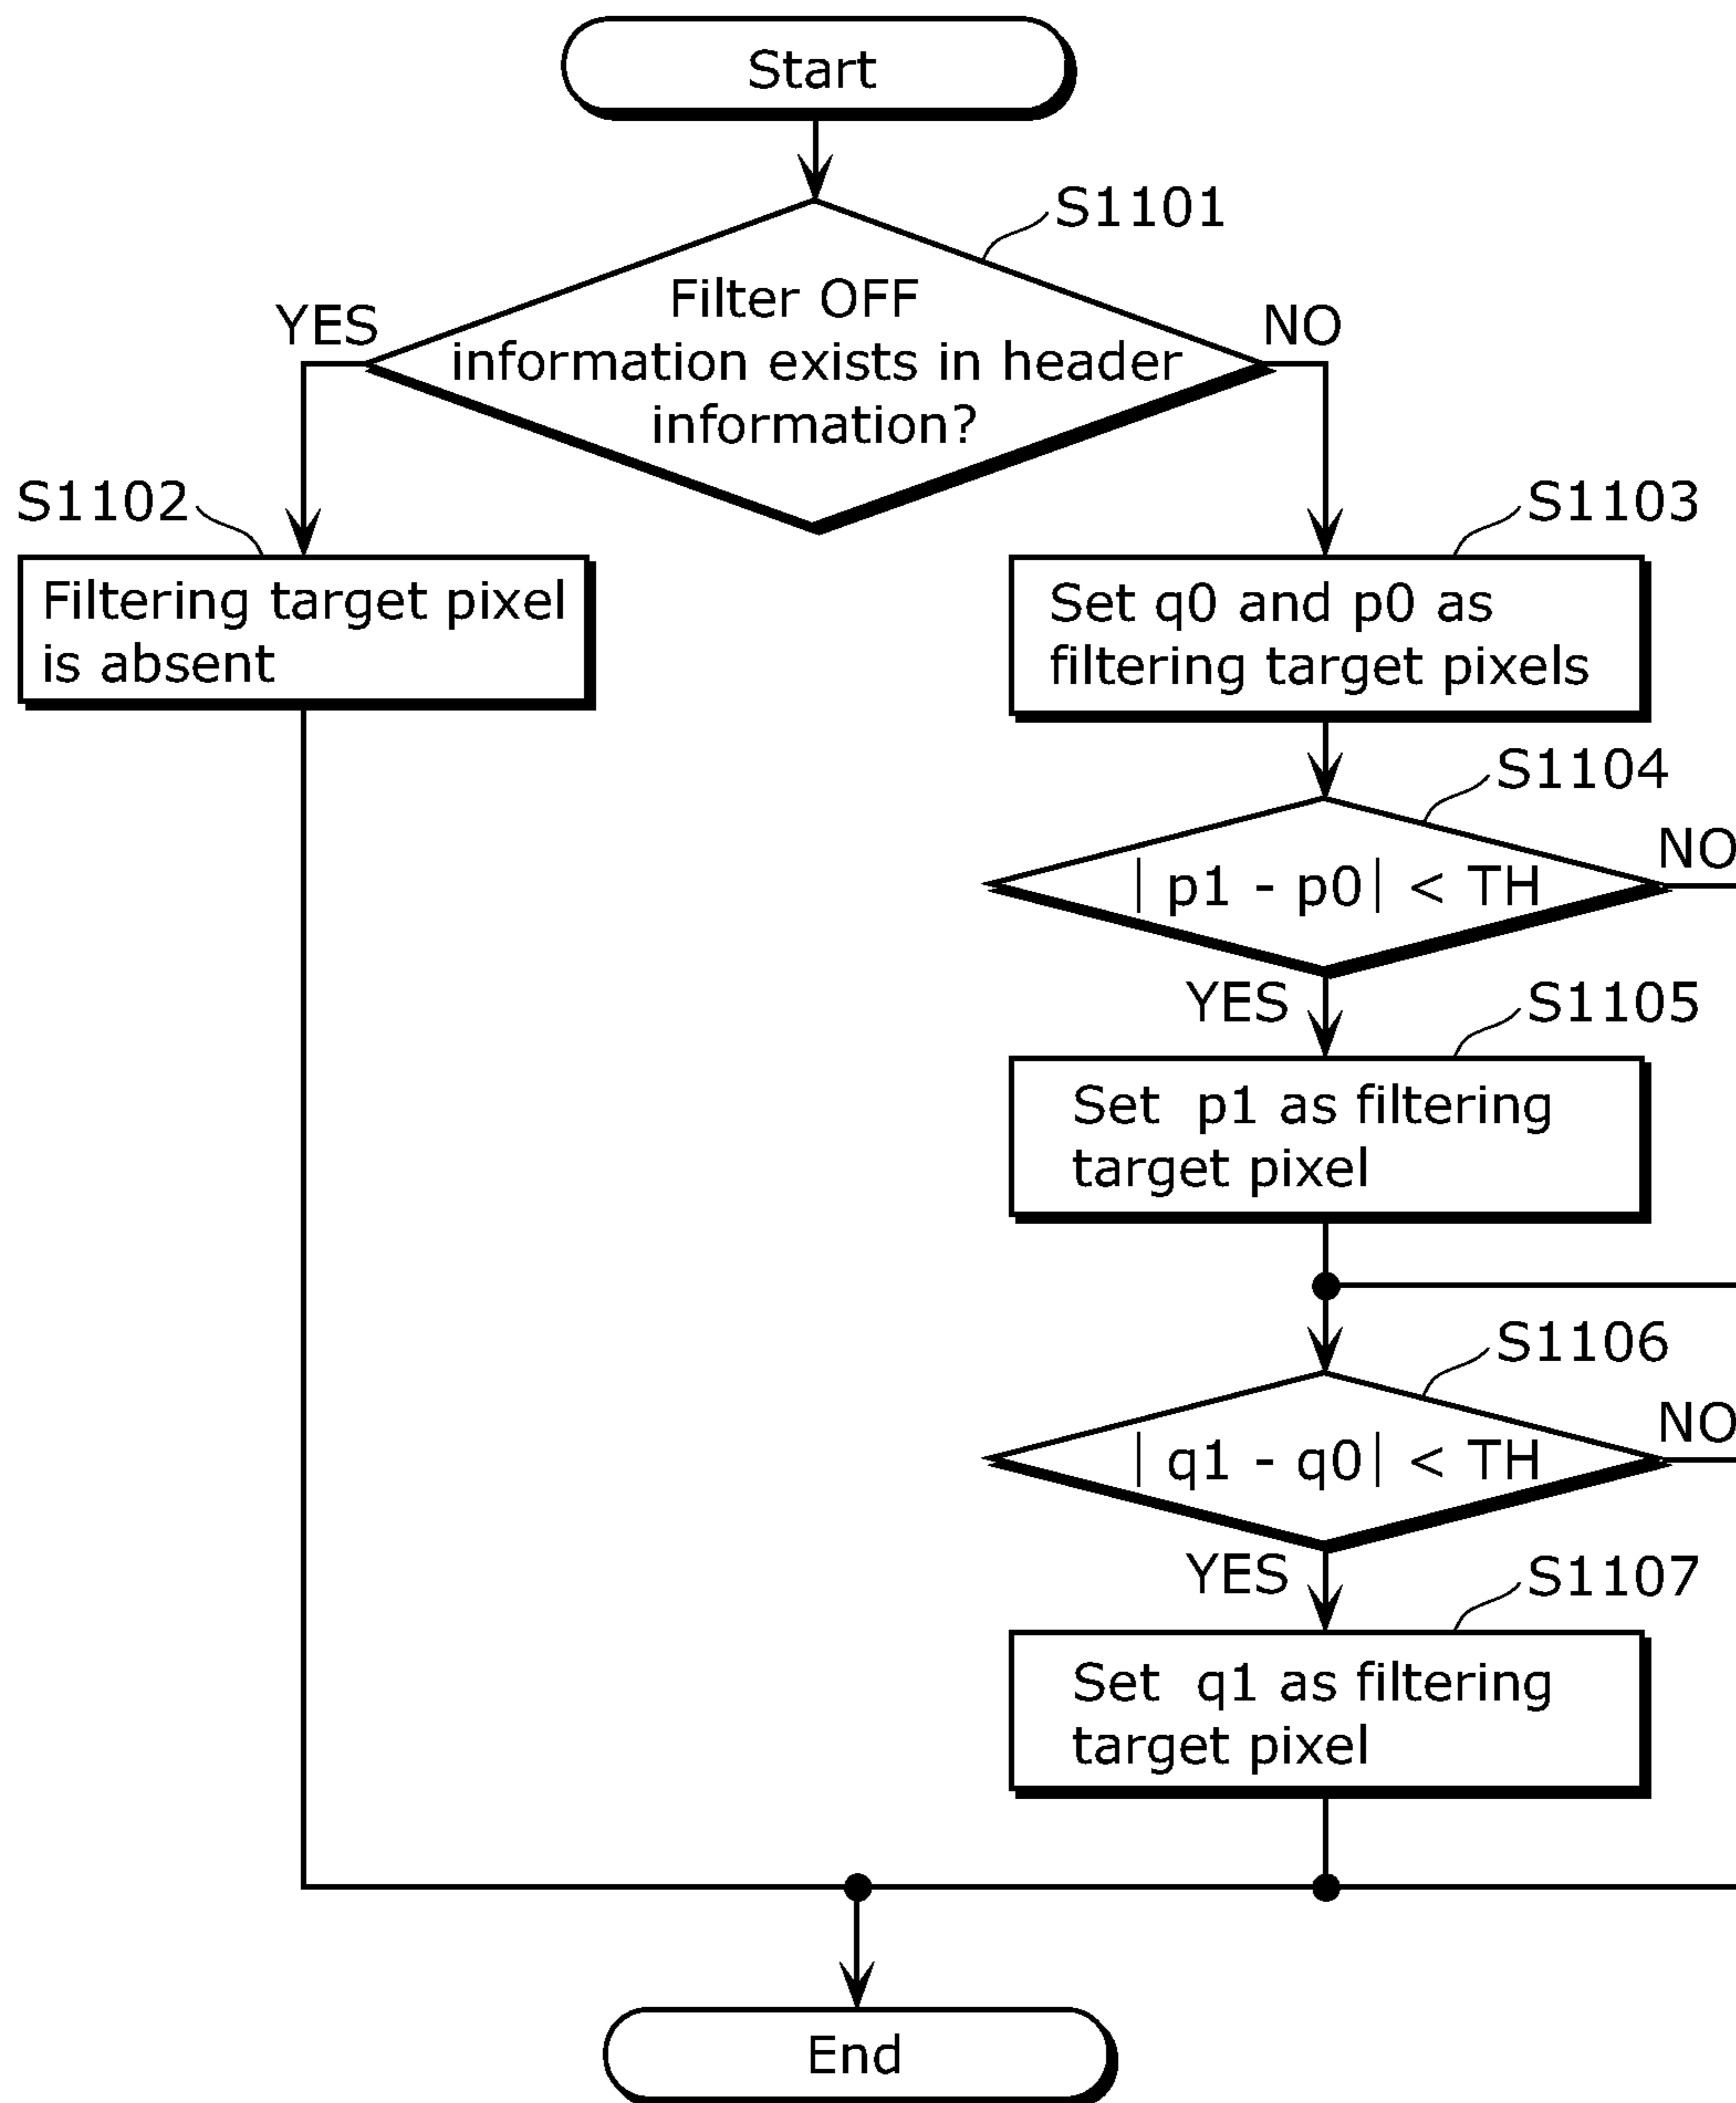 Start
S1101
Filter OFF
information exists in header
information?
YES
NO
S1102
Filtering target pixel
is absent
S1103
Set q0 and p0 as
filtering target pixels
S1104
| p1 - p0| < TH
NO
YES
S1105
Set  p1 as filtering
target pixel
S1106
| q1 - q0| < TH
NO
YES
S1107
Set  q1 as filtering
target pixel
End